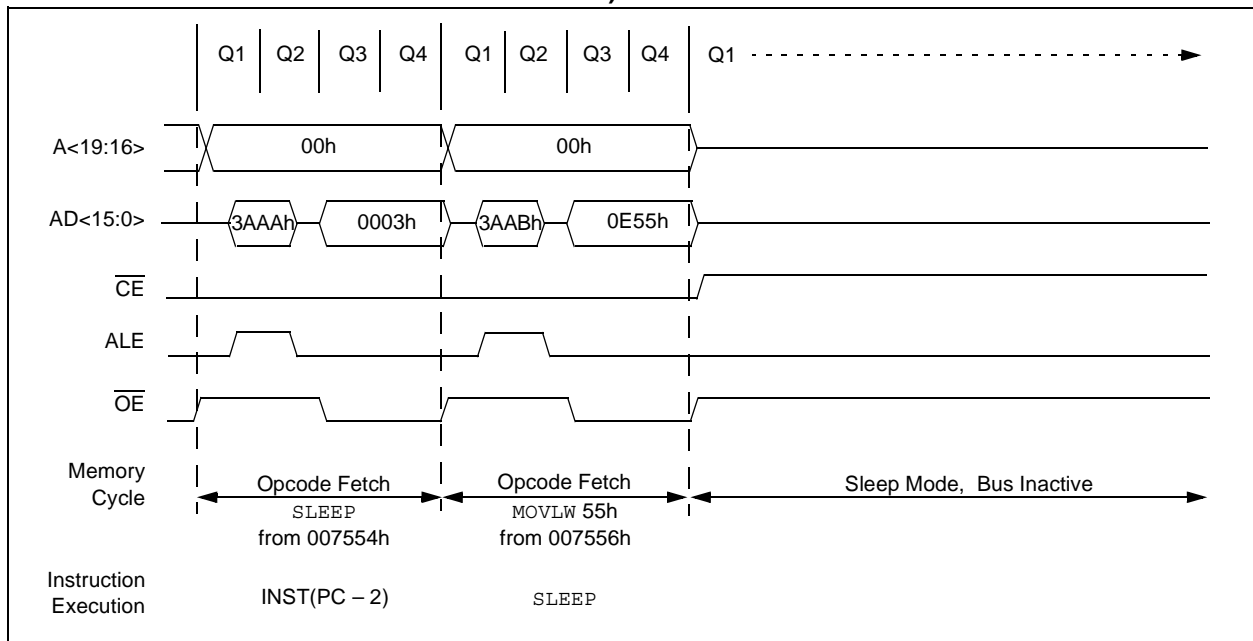 Q1 Q2 Q3 Q4 Q1 Q2 Q3 Q4 Q1
A<19:16> 00h 00h
AD<15:0> 3AAAh 0003h 3AABh 0E55h
CE
ALE
OE
Memory
Cycle
Opcode Fetch
SLEEP
from 007554h
Opcode Fetch
MOVLW 55h
from 007556h
Sleep Mode, Bus Inactive
Instruction
Execution
INST(PC – 2)
SLEEP